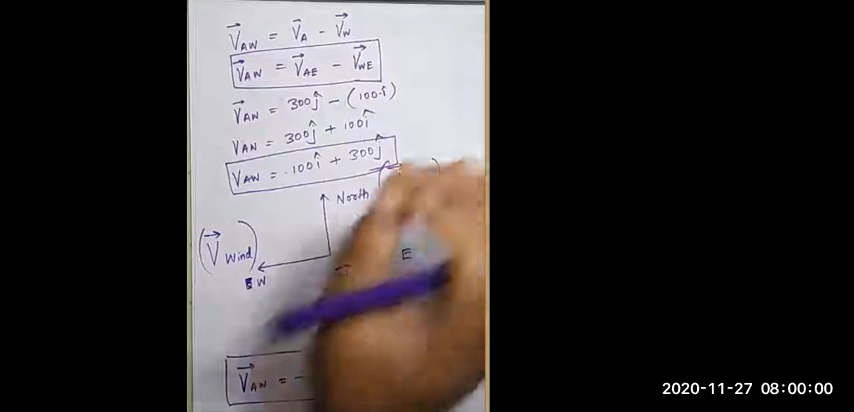 V⃗AW = V⃗A - V⃗W
V⃗AW = V⃗AE - V⃗WE
V⃗AW = 300ĵ - (100î)
VAW = 300ĵ + 100î
VAW = 100î + 300ĵ
North
(V⃗Wind)
E
W
V⃗AW = -
2020-11-27 08:00:00